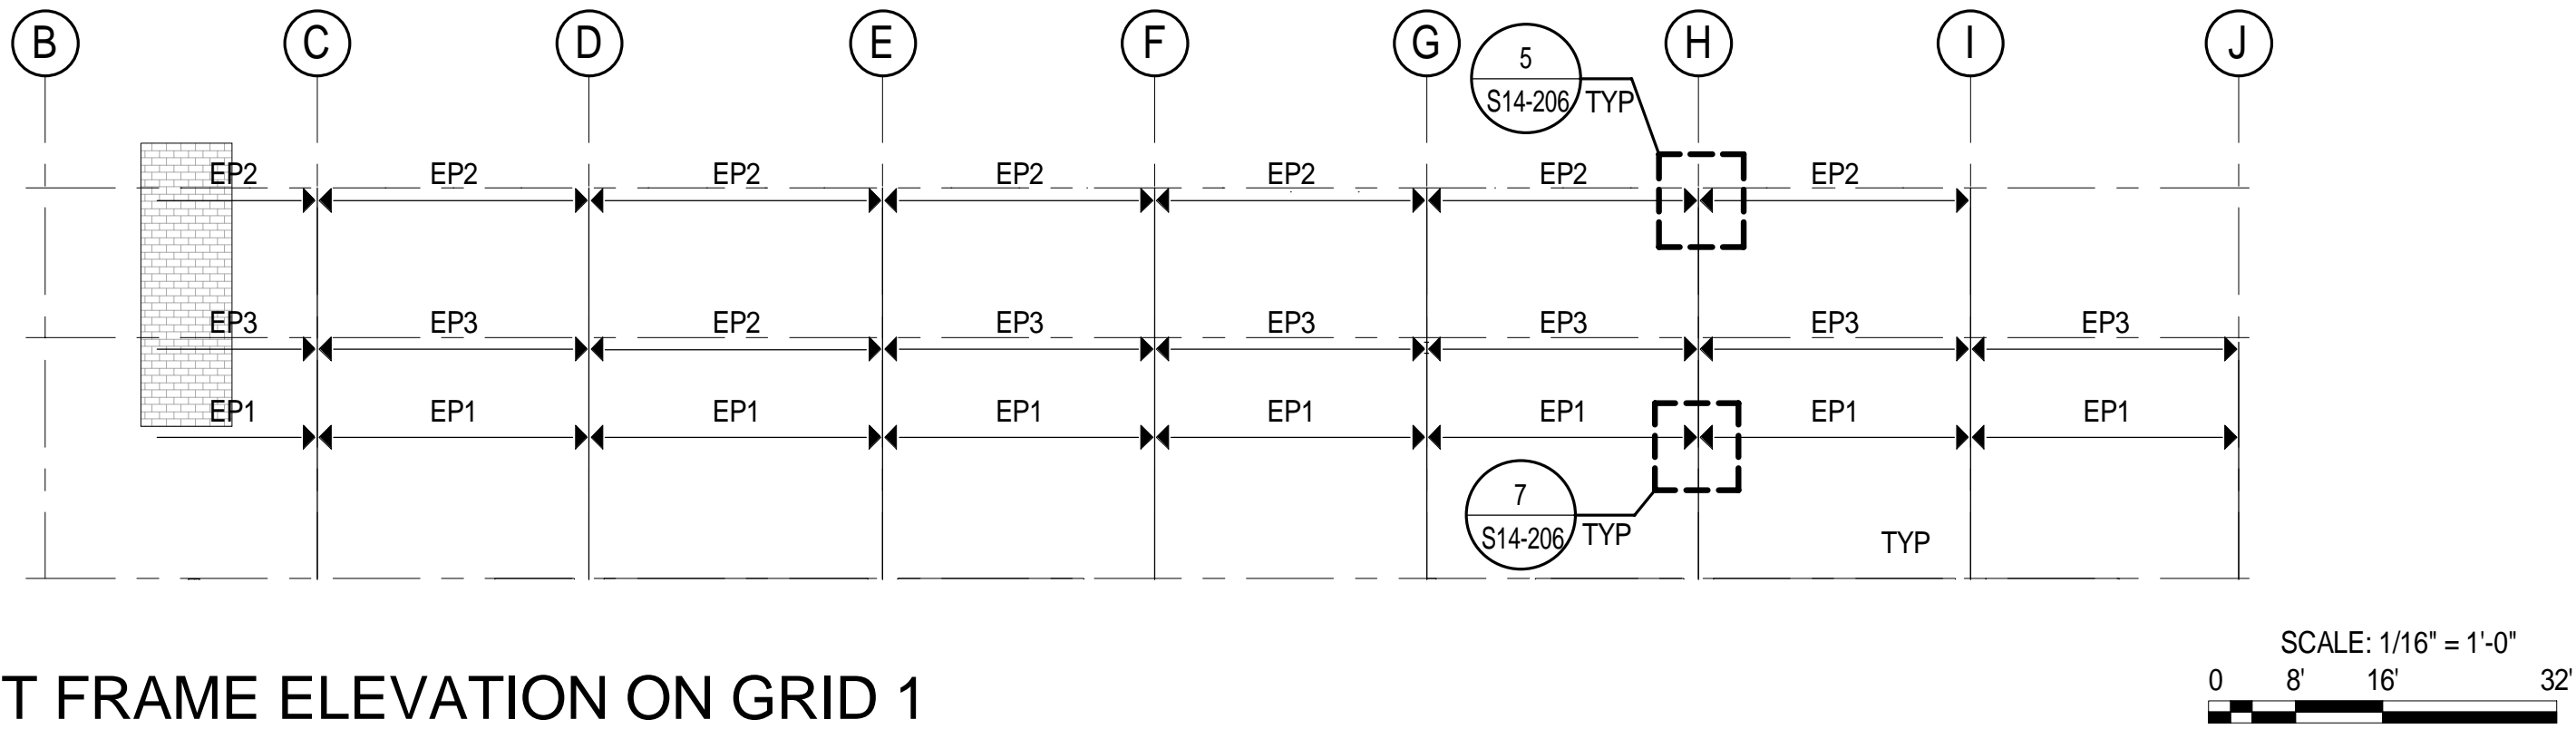 B C D E F G H I J
5
S14-206 TYP
EP2 EP2 EP2 EP2 EP2 EP2 EP2
EP3 EP3 EP2 EP3 EP3 EP3 EP3 EP3
EP1 EP1 EP1 EP1 EP1 EP1 EP1 EP1
7
S14-206 TYP
TYP
SCALE: 1/16" = 1'-0"
0 8' 16' 32'
T FRAME ELEVATION ON GRID 1